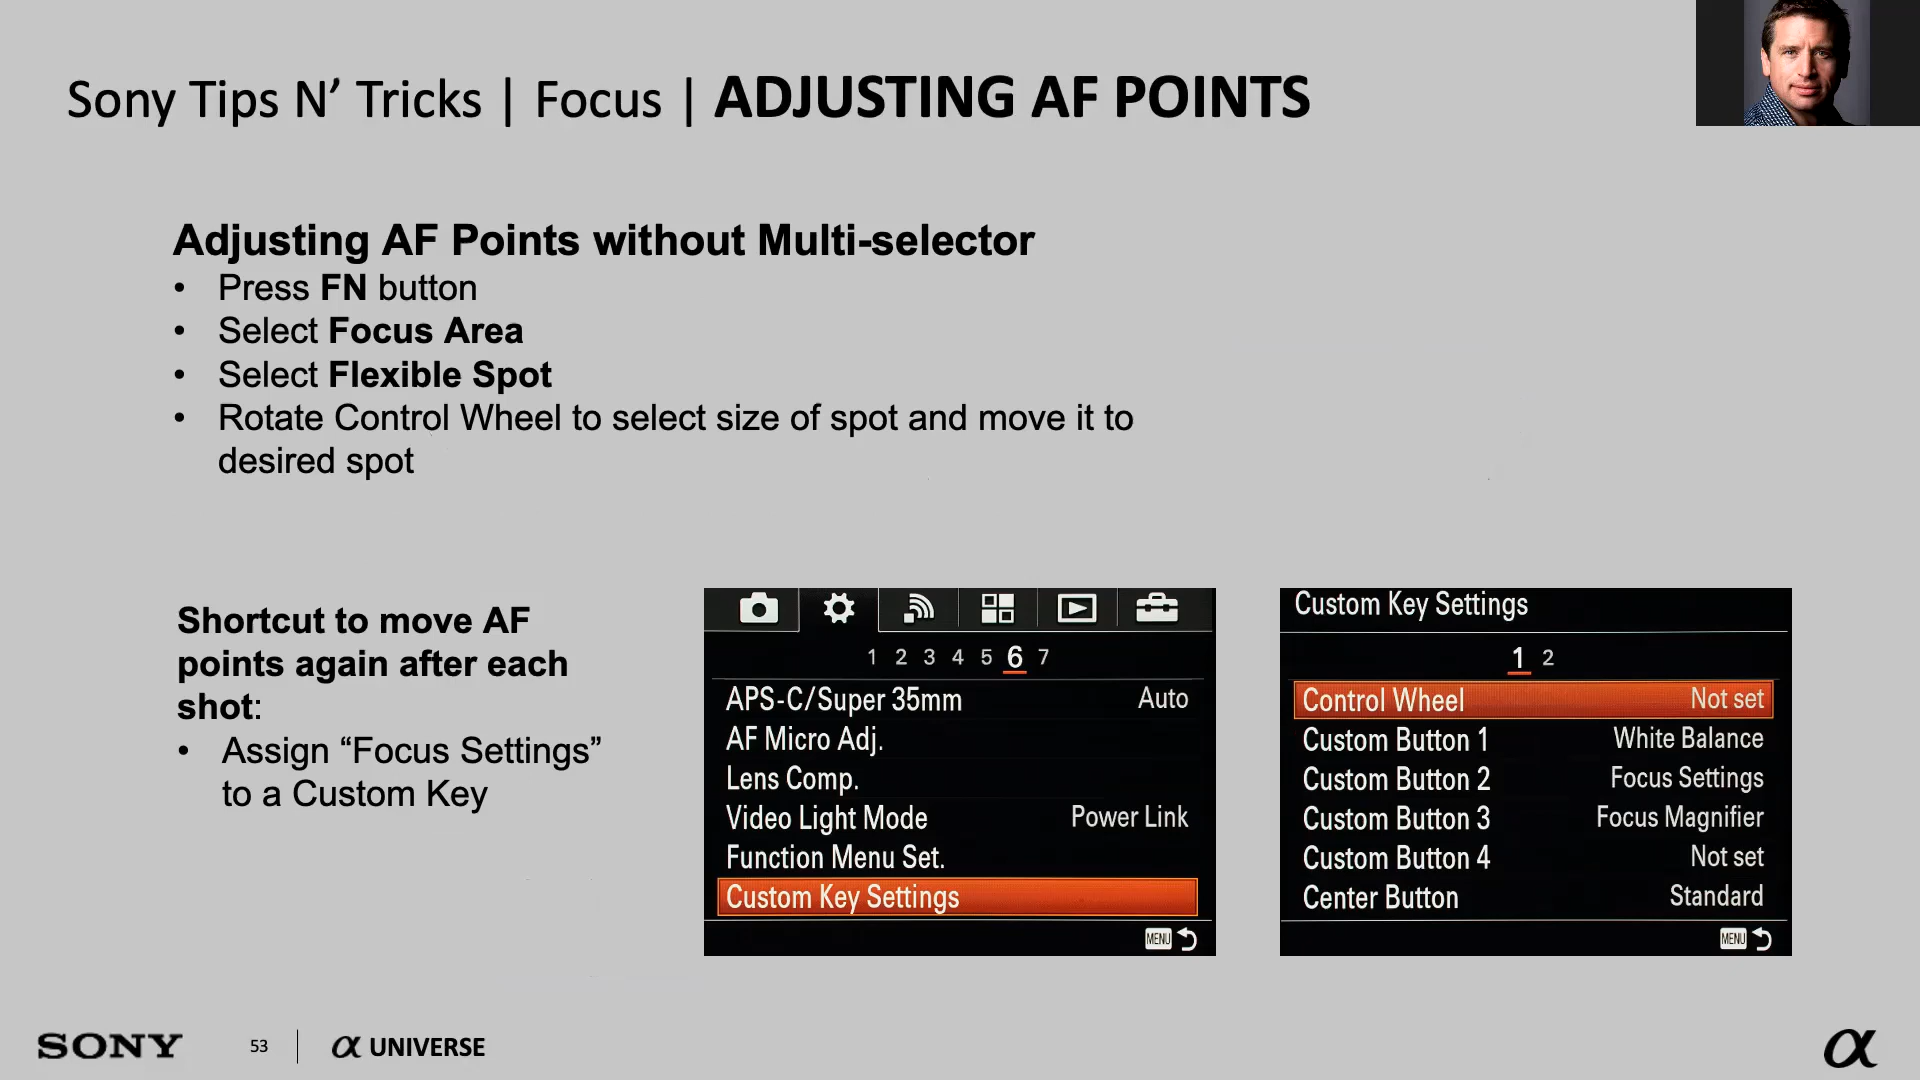 Sony Tips N’ Tricks | Focus | ADJUSTING AF POINTS
Adjusting AF Points without Multi-selector
• Press FN button
• Select Focus Area
• Select Flexible Spot
• Rotate Control Wheel to select size of spot and move it to
desired spot
Shortcut to move AF
points again after each
shot:
• Assign “Focus Settings”
to a Custom Key
1 2 3 4 5 6 7
APS-C/Super 35mm Auto
AF Micro Adj.
Lens Comp.
Video Light Mode Power Link
Function Menu Set.
Custom Key Settings
MENU
Custom Key Settings
1 2
Control Wheel Not set
Custom Button 1 White Balance
Custom Button 2 Focus Settings
Custom Button 3 Focus Magnifier
Custom Button 4 Not set
Center Button Standard
MENU
SONY 53 | α UNIVERSE
α